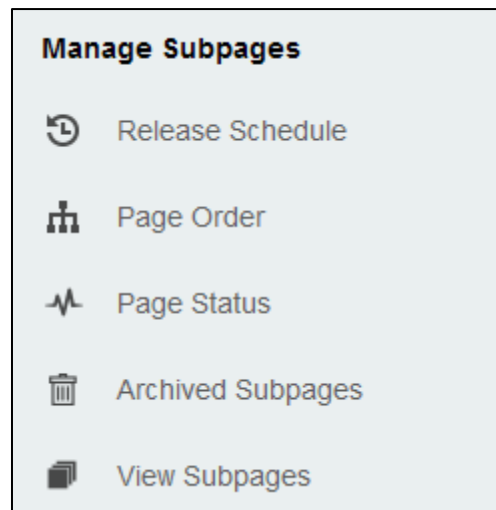 Manage Subpages
Release Schedule
Page Order
Page Status
Archived Subpages
View Subpages